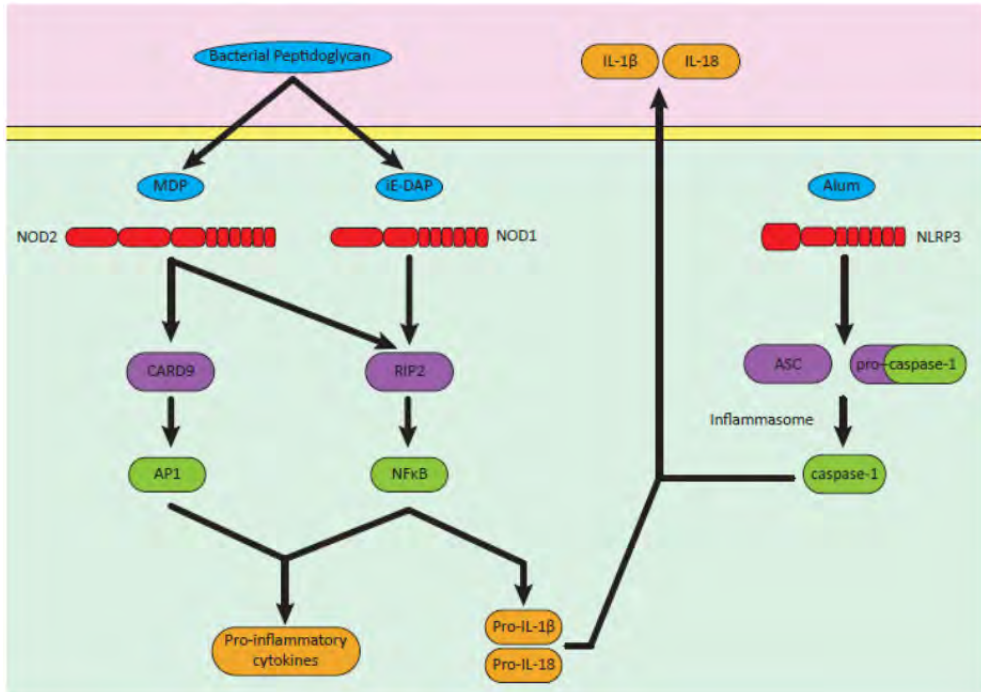 Bacterial Peptidoglycan
IL-1β
IL-18
MDP
iE-DAP
Alum
NOD2
NOD1
NLRP3
CARD9
RIP2
ASC
pro-caspase-1
Inflammasome
AP1
NFκB
caspase-1
Pro-inflammatory
cytokines
Pro-IL-1β
Pro-IL-18